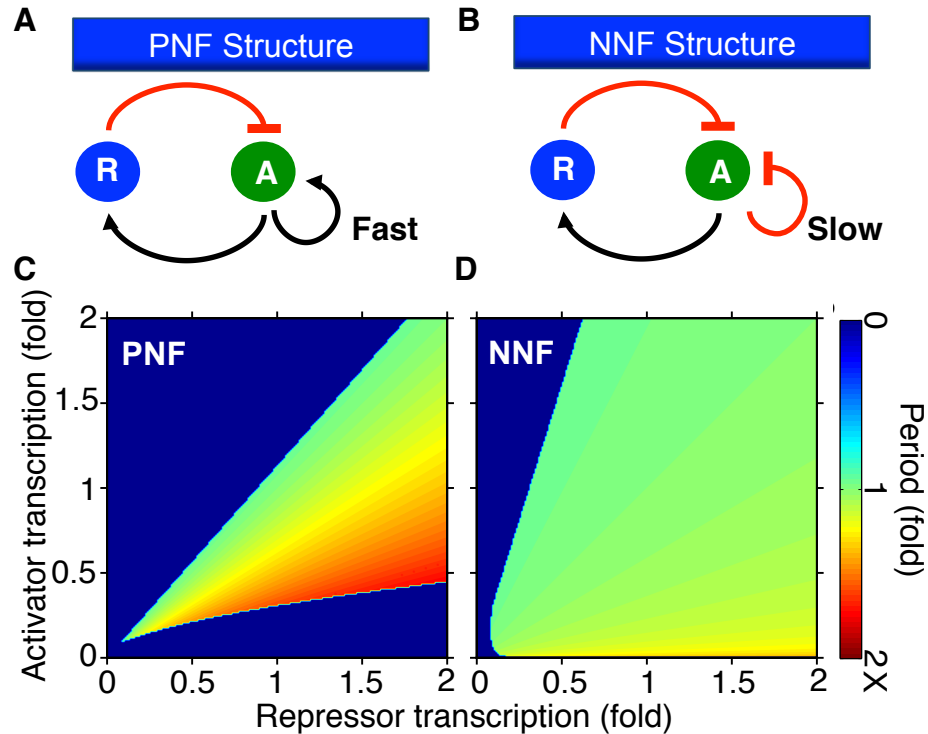 A
B
PNF Structure
NNF Structure
R
A
Fast
R
A
Slow
C
D
Activator transcription (fold)
2
1.5
1
0.5
0
PNF
NNF
0
1
2X
Period (fold)
0
0.5
1
1.5
2
0
0.5
1
1.5
2
Repressor transcription (fold)